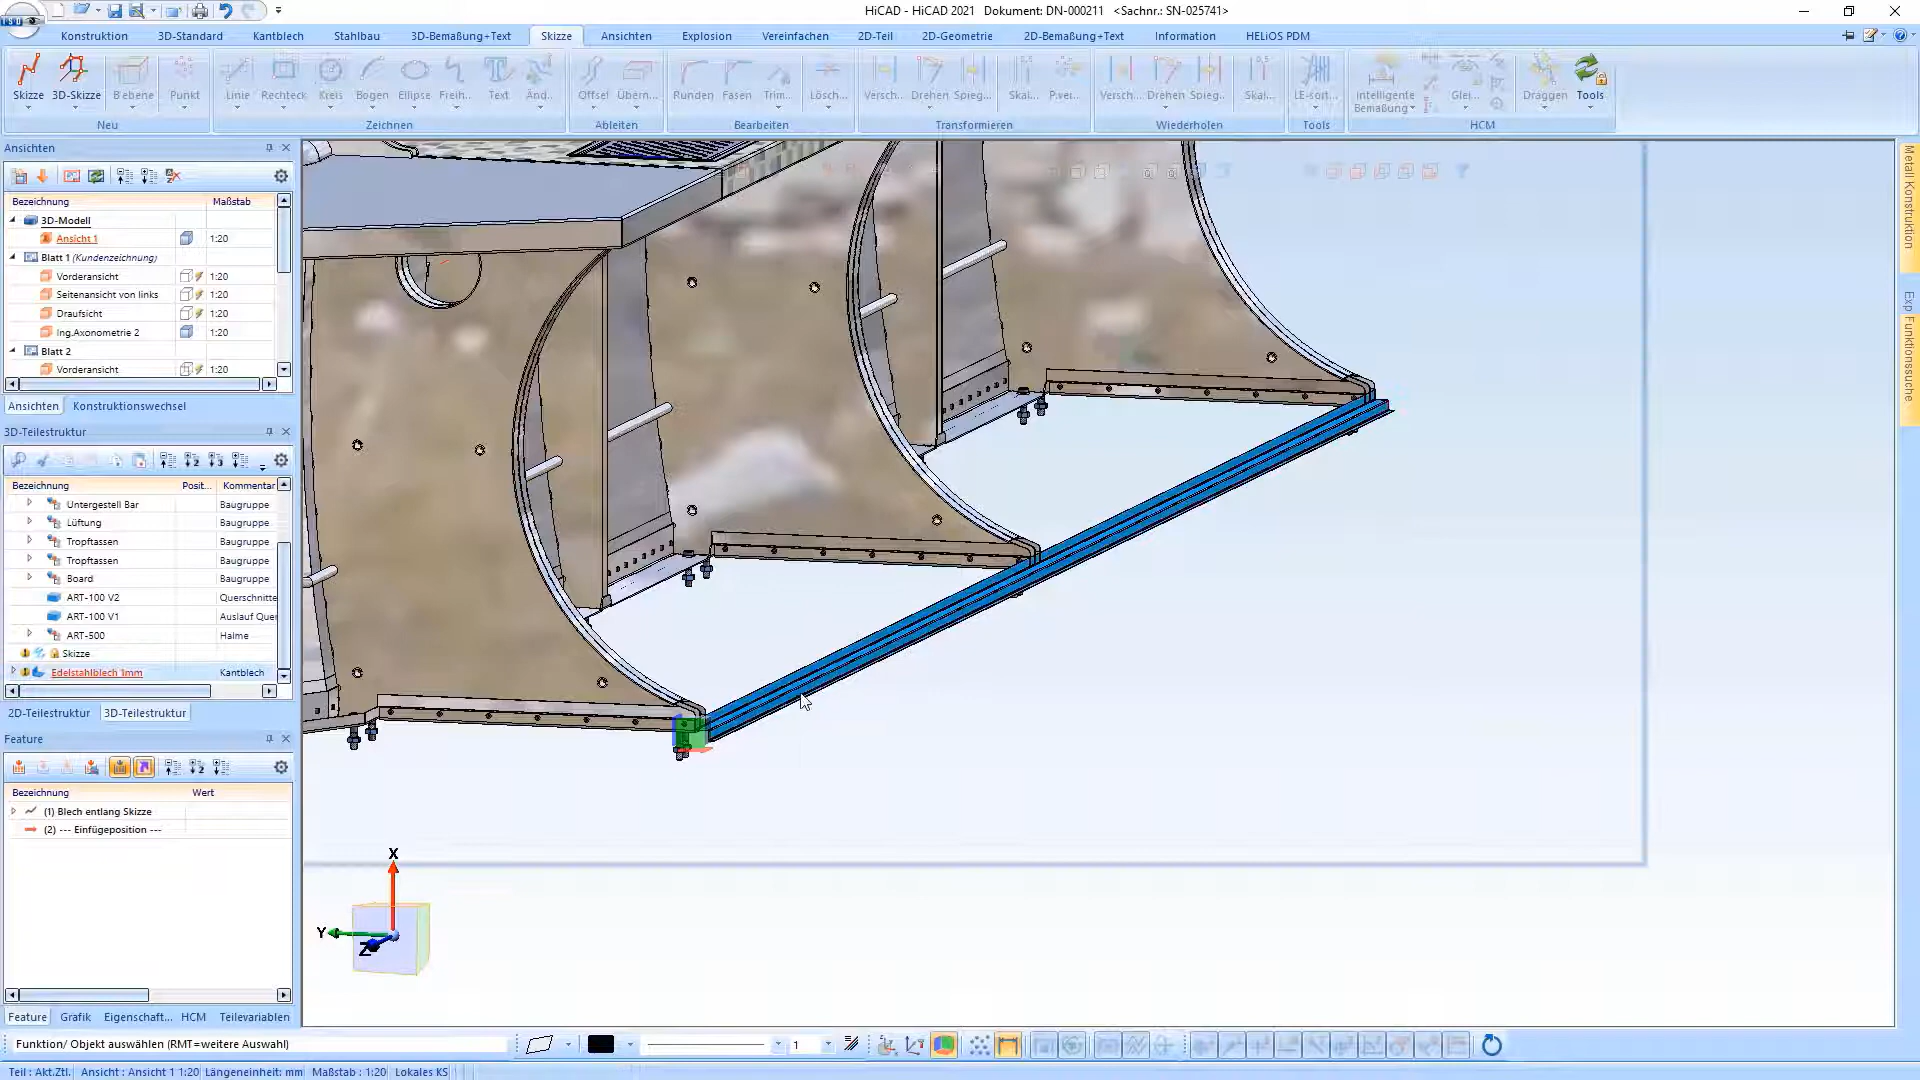 HiCAD - HiCAD 2021 Dokument: DN-000211 <Sachnr.: SN-025741>
Konstruktion 3D-Standard Kantblech Stahlbau 3D-Bemaßung+Text Skizze Ansichten Explosion Vereinfachen 2D-Teil 2D-Geometrie 2D-Bemaßung+Text Information HELiOS PDM
Skizze 3D-Skizze B'ebene Punkt Linie Rechteck Kreis Bogen Ellipse Freih... Text Änd... Offset Übern... Runden Fasen Trim... Lösch... Versch... Drehen Spieg... Skal... P.ver... Versch... Drehen Spieg... Skal... LE-sort... Intelligente Bemaßung Glei... Draggen Tools
Neu Zeichnen Ableiten Bearbeiten Transformieren Wiederholen Tools HCM
Ansichten
Bezeichnung Maßstab
3D-Modell
Ansicht 1 1:20
Blatt 1 (Kundenzeichnung)
Vorderansicht 1:20
Seitenansicht von links 1:20
Draufsicht 1:20
Ing.Axonometrie 2 1:20
Blatt 2
Vorderansicht 1:20
Ansichten Konstruktionswechsel
3D-Teilestruktur
Bezeichnung Posit... Kommentar
Untergestell Bar Baugruppe
Lüftung Baugruppe
Tropftassen Baugruppe
Tropftassen Baugruppe
Board Baugruppe
ART-100 V2 Querschnitte
ART-100 V1 Auslauf Quer
ART-500 Halme
Skizze
Edelstahlblech 1mm Kantblech
2D-Teilestruktur 3D-Teilestruktur
Feature
Bezeichnung Wert
(1) Blech entlang Skizze
(2) --- Einfügeposition ---
X
Y
Z
Feature Grafik Eigenschaft... HCM Teilevariablen
Funktion/ Objekt auswählen (RMT=weitere Auswahl) 1
Teil : Akt.Ztl. Ansicht : Ansicht 1 1:20 Längeneinheit: mm Maßstab : 1:20 Lokales KS
Metall Konstruktion
Exp Funktionssuche